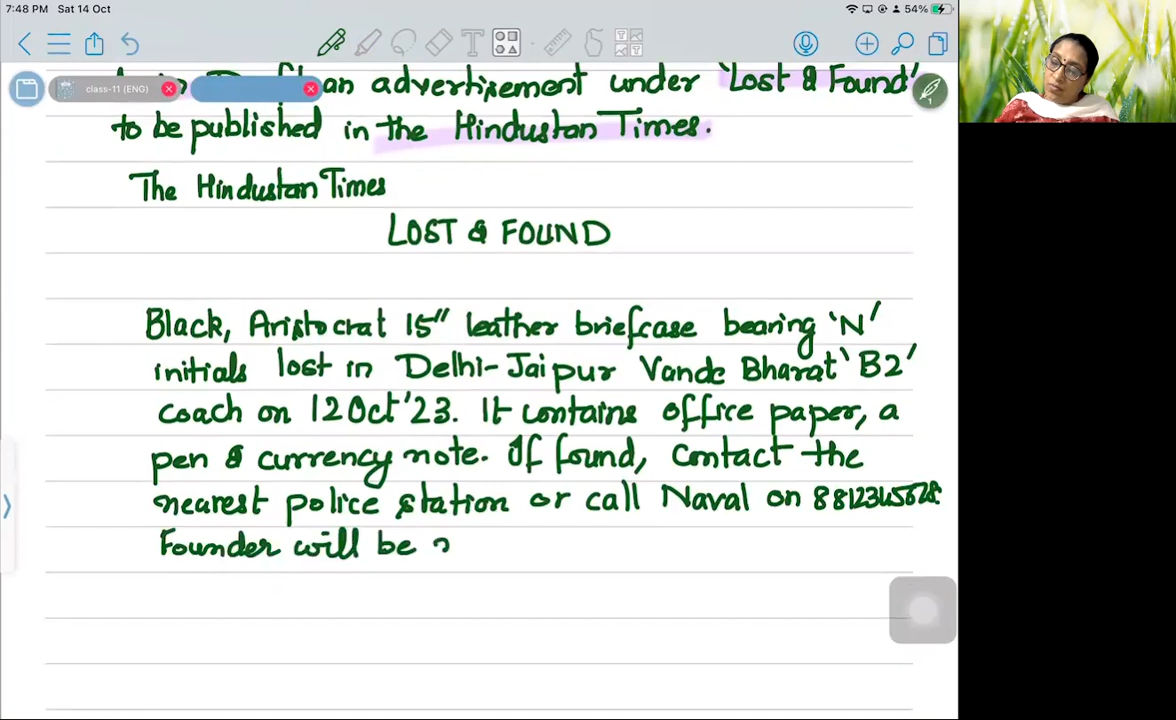 7:48 PM Sat 14 Oct
54%
class-11 (ENG)
an advertisement under 'Lost & Found'
to be published in the Hindustan Times.
The Hindustan Times
LOST & FOUND
Black, Aristocrat 15" leather briefcase bearing 'N'
initials lost in Delhi-Jaipur Vande Bharat 'B2'
coach on 12 Oct'23. It contains office paper, a
pen & currency note. If found, contact the
nearest police station or call Naval on
Founder will be